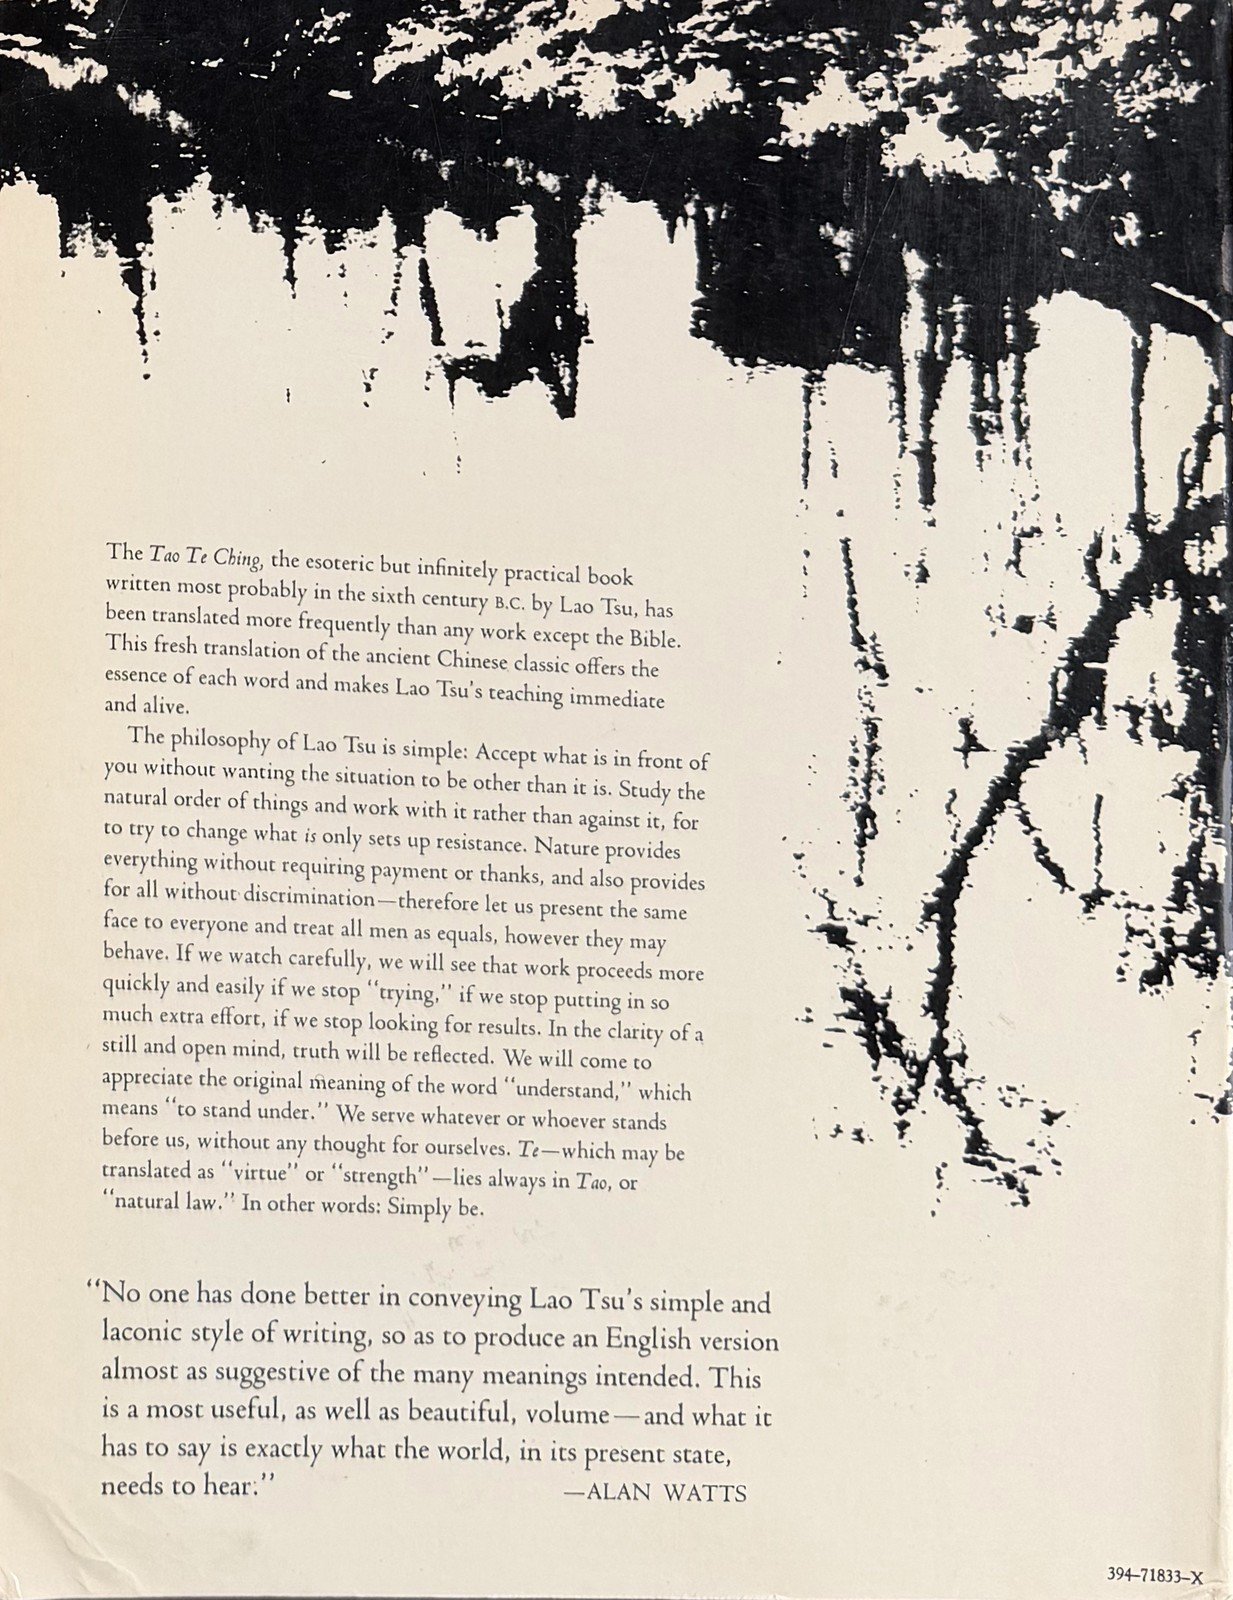 The Tao Te Ching, the esoteric but infinitely practical book
written most probably in the sixth century B.C. by Lao Tsu, has
been translated more frequently than any work except the Bible.
This fresh translation of the ancient Chinese classic offers the
essence of each word and makes Lao Tsu's teaching immediate
and alive.
The philosophy of Lao Tsu is simple: Accept what is in front of
you without wanting the situation to be other than it is. Study the
natural order of things and work with it rather than against it, for
to try to change what is only sets up resistance. Nature provides
everything without requiring payment or thanks, and also provides
for all without discrimination—therefore let us present the same
face to everyone and treat all men as equals, however they may
behave. If we watch carefully, we will see that work proceeds more
quickly and easily if we stop "trying," if we stop putting in so
much extra effort, if we stop looking for results. In the clarity of a
still and open mind, truth will be reflected. We will come to
appreciate the original meaning of the word "understand," which
means "to stand under." We serve whatever or whoever stands
before us, without any thought for ourselves. Te—which may be
translated as "virtue" or "strength"—lies always in Tao, or
"natural law." In other words: Simply be.
"No one has done better in conveying Lao Tsu's simple and
laconic style of writing, so as to produce an English version
almost as suggestive of the many meanings intended. This
is a most useful, as well as beautiful, volume—and what it
has to say is exactly what the world, in its present state,
needs to hear."
—ALAN WATTS
394-71833-X